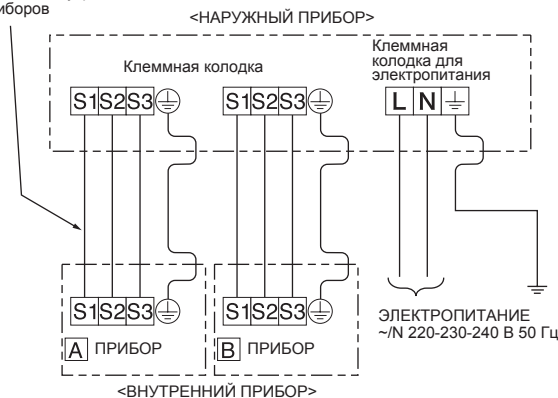 иборов
<НАРУЖНЫЙ ПРИБОР>
Клеммная колодка
Клеммная
колодка для
электропитания
S1 S2 S3
S1 S2 S3
L N
S1 S2 S3
S1 S2 S3
A ПРИБОР
B ПРИБОР
ЭЛЕКТРОПИТАНИЕ
~/N 220-230-240 В 50 Гц
<ВНУТРЕННИЙ ПРИБОР>